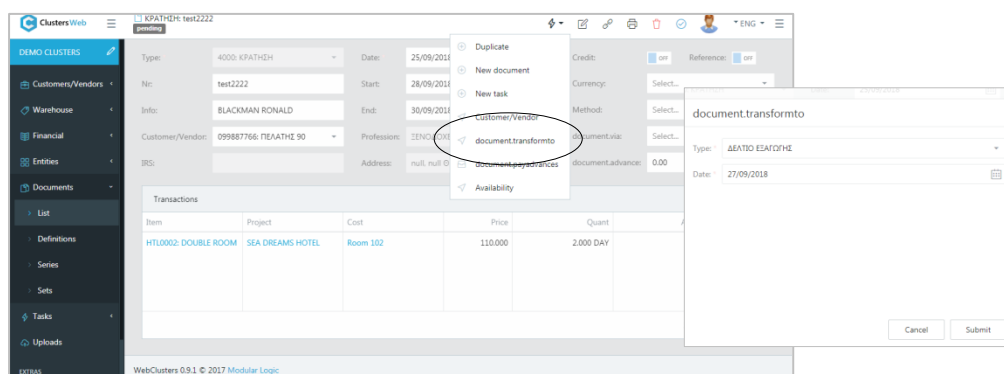 ClustersWeb
DEMO CLUSTERS
Customers/Vendors
Warehouse
Financial
Entities
Documents
List
Definitions
Series
Sets
Tasks
Uploads
EXTRAS
ΚΡΑΤΗΣΗ: test2222
pending
ENG
Type: 4000: ΚΡΑΤΗΣΗ Date: 25/09/2018 Credit: OFF Reference: OFF
Nr: test2222 Start: 28/09/2018 Currency: Select...
Info: BLACKMAN RONALD End: 30/09/201 Method: Select...
Customer/Vendor: 099887766: ΠΕΛΑΤΗΣ 90 Profession: ΞΕΝΟΔΟΧΕ document.via: Select...
IRS: Address: null. null document.advance: 0.00
Duplicate
New document
New task
Customer/Vendor
document.transformto
document.payadvances
Availability
Transactions
Item Project Cost Price Quant
HTL0002: DOUBLE ROOM SEA DREAMS HOTEL Room 102 110.000 2.000 DAY
WebClusters 0.9.1 © 2017 Modular Logic
document.transformto
Type: * ΔΕΛΤΙΟ ΕΞΑΓΩΓΗΣ
Date: * 27/09/2018
Cancel Submit